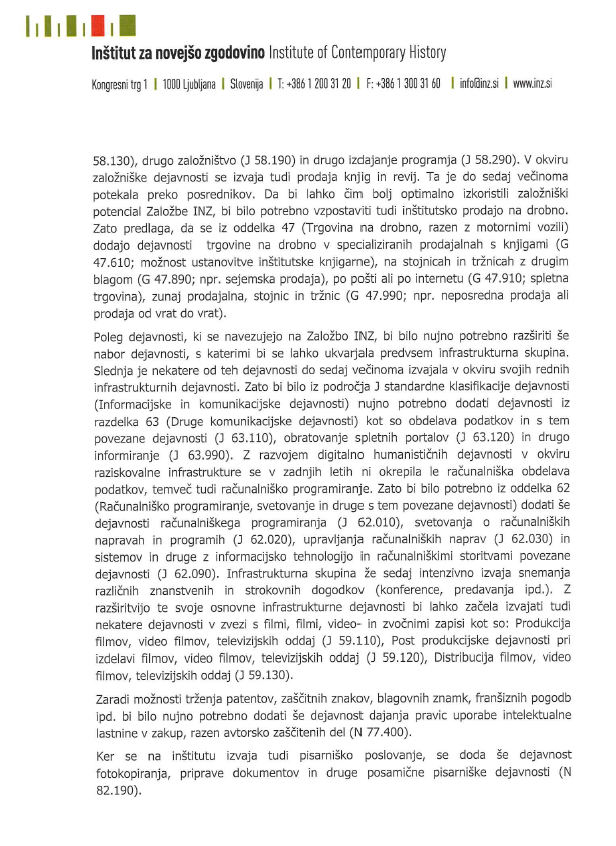 Inštitut za novejšo zgodovino Institute of Contemporary History
Kongresni trg 1 | 1000 Ljubljana | Slovenija | T: +386 1 200 31 20 | F: +386 1 300 31 60 | info@inz.si | www.inz.si
58.130), drugo založništvo (J 58.190) in drugo izdajanje programja (J 58.290). V okviru
založniške dejavnosti se izvaja tudi prodaja knjig in revij. Ta je do sedaj večinoma
potekala preko posrednikov. Da bi lahko čim bolj optimalno izkoristili založniški
potencial Založbe INZ, bi bilo potrebno vzpostaviti tudi inštitutsko prodajo na drobno.
Zato predlaga, da se iz oddelka 47 (Trgovina na drobno, razen z motornimi vozili)
dodajo dejavnosti trgovine na drobno v specializiranih prodajalnah s knjigami (G
47.610; možnost ustanovitve inštitutske knjigarne), na stojnicah in tržnicah z drugim
blagom (G 47.890; npr. sejemska prodaja), po pošti ali po internetu (G 47.910; spletna
trgovina), zunaj prodajalna, stojnic in tržnic (G 47.990; npr. neposredna prodaja ali
prodaja od vrat do vrat).
Poleg dejavnosti, ki se navezujejo na Založbo INZ, bi bilo nujno potrebno razširiti še
nabor dejavnosti, s katerimi bi se lahko ukvarjala predvsem infrastrukturna skupina.
Slednja je nekatere od teh dejavnosti do sedaj večinoma izvajala v okviru svojih rednih
infrastrukturnih dejavnosti. Zato bi bilo iz področja J standardne klasifikacije dejavnosti
(Informacijske in komunikacijske dejavnosti) nujno potrebno dodati dejavnosti iz
razdelka 63 (Druge komunikacijske dejavnosti) kot so obdelava podatkov in s tem
povezane dejavnosti (J 63.110), obratovanje spletnih portalov (J 63.120) in drugo
informiranje (J 63.990). Z razvojem digitalno humanističnih dejavnosti v okviru
raziskovalne infrastrukture se v zadnjih letih ni okrepila le računalniška obdelava
podatkov, temveč tudi računalniško programiranje. Zato bi bilo potrebno iz oddelka 62
(Računalniško programiranje, svetovanje in druge s tem povezane dejavnosti) dodati še
dejavnosti računalniškega programiranja (J 62.010), svetovanja o računalniških
napravah in programih (J 62.020), upravljanja računalniških naprav (J 62.030) in
sistemov in druge z informacijsko tehnologijo in računalniškimi storitvami povezane
dejavnosti (J 62.090). Infrastrukturna skupina že sedaj intenzivno izvaja snemanja
različnih znanstvenih in strokovnih dogodkov (konference, predavanja ipd.). Z
razširitvijo te svoje osnovne infrastrukturne dejavnosti bi lahko začela izvajati tudi
nekatere dejavnosti v zvezi s filmi, filmi, video- in zvočnimi zapisi kot so: Produkcija
filmov, video filmov, televizijskih oddaj (J 59.110), Post produkcijske dejavnosti pri
izdelavi filmov, video filmov, televizijskih oddaj (J 59.120), Distribucija filmov, video
filmov, televizijskih oddaj (J 59.130).
Zaradi možnosti trženja patentov, zaščitnih znakov, blagovnih znamk, franšiznih pogodb
ipd. bi bilo nujno potrebno dodati še dejavnost dajanja pravic uporabe intelektualne
lastnine v zakup, razen avtorsko zaščitenih del (N 77.400).
Ker se na inštitutu izvaja tudi pisarniško poslovanje, se doda še dejavnost
fotokopiranja, priprave dokumentov in druge posamične pisarniške dejavnosti (N
82.190).